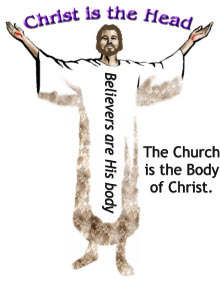 Christ is the Head
Believers are His body
The Church
is the Body
of Christ.